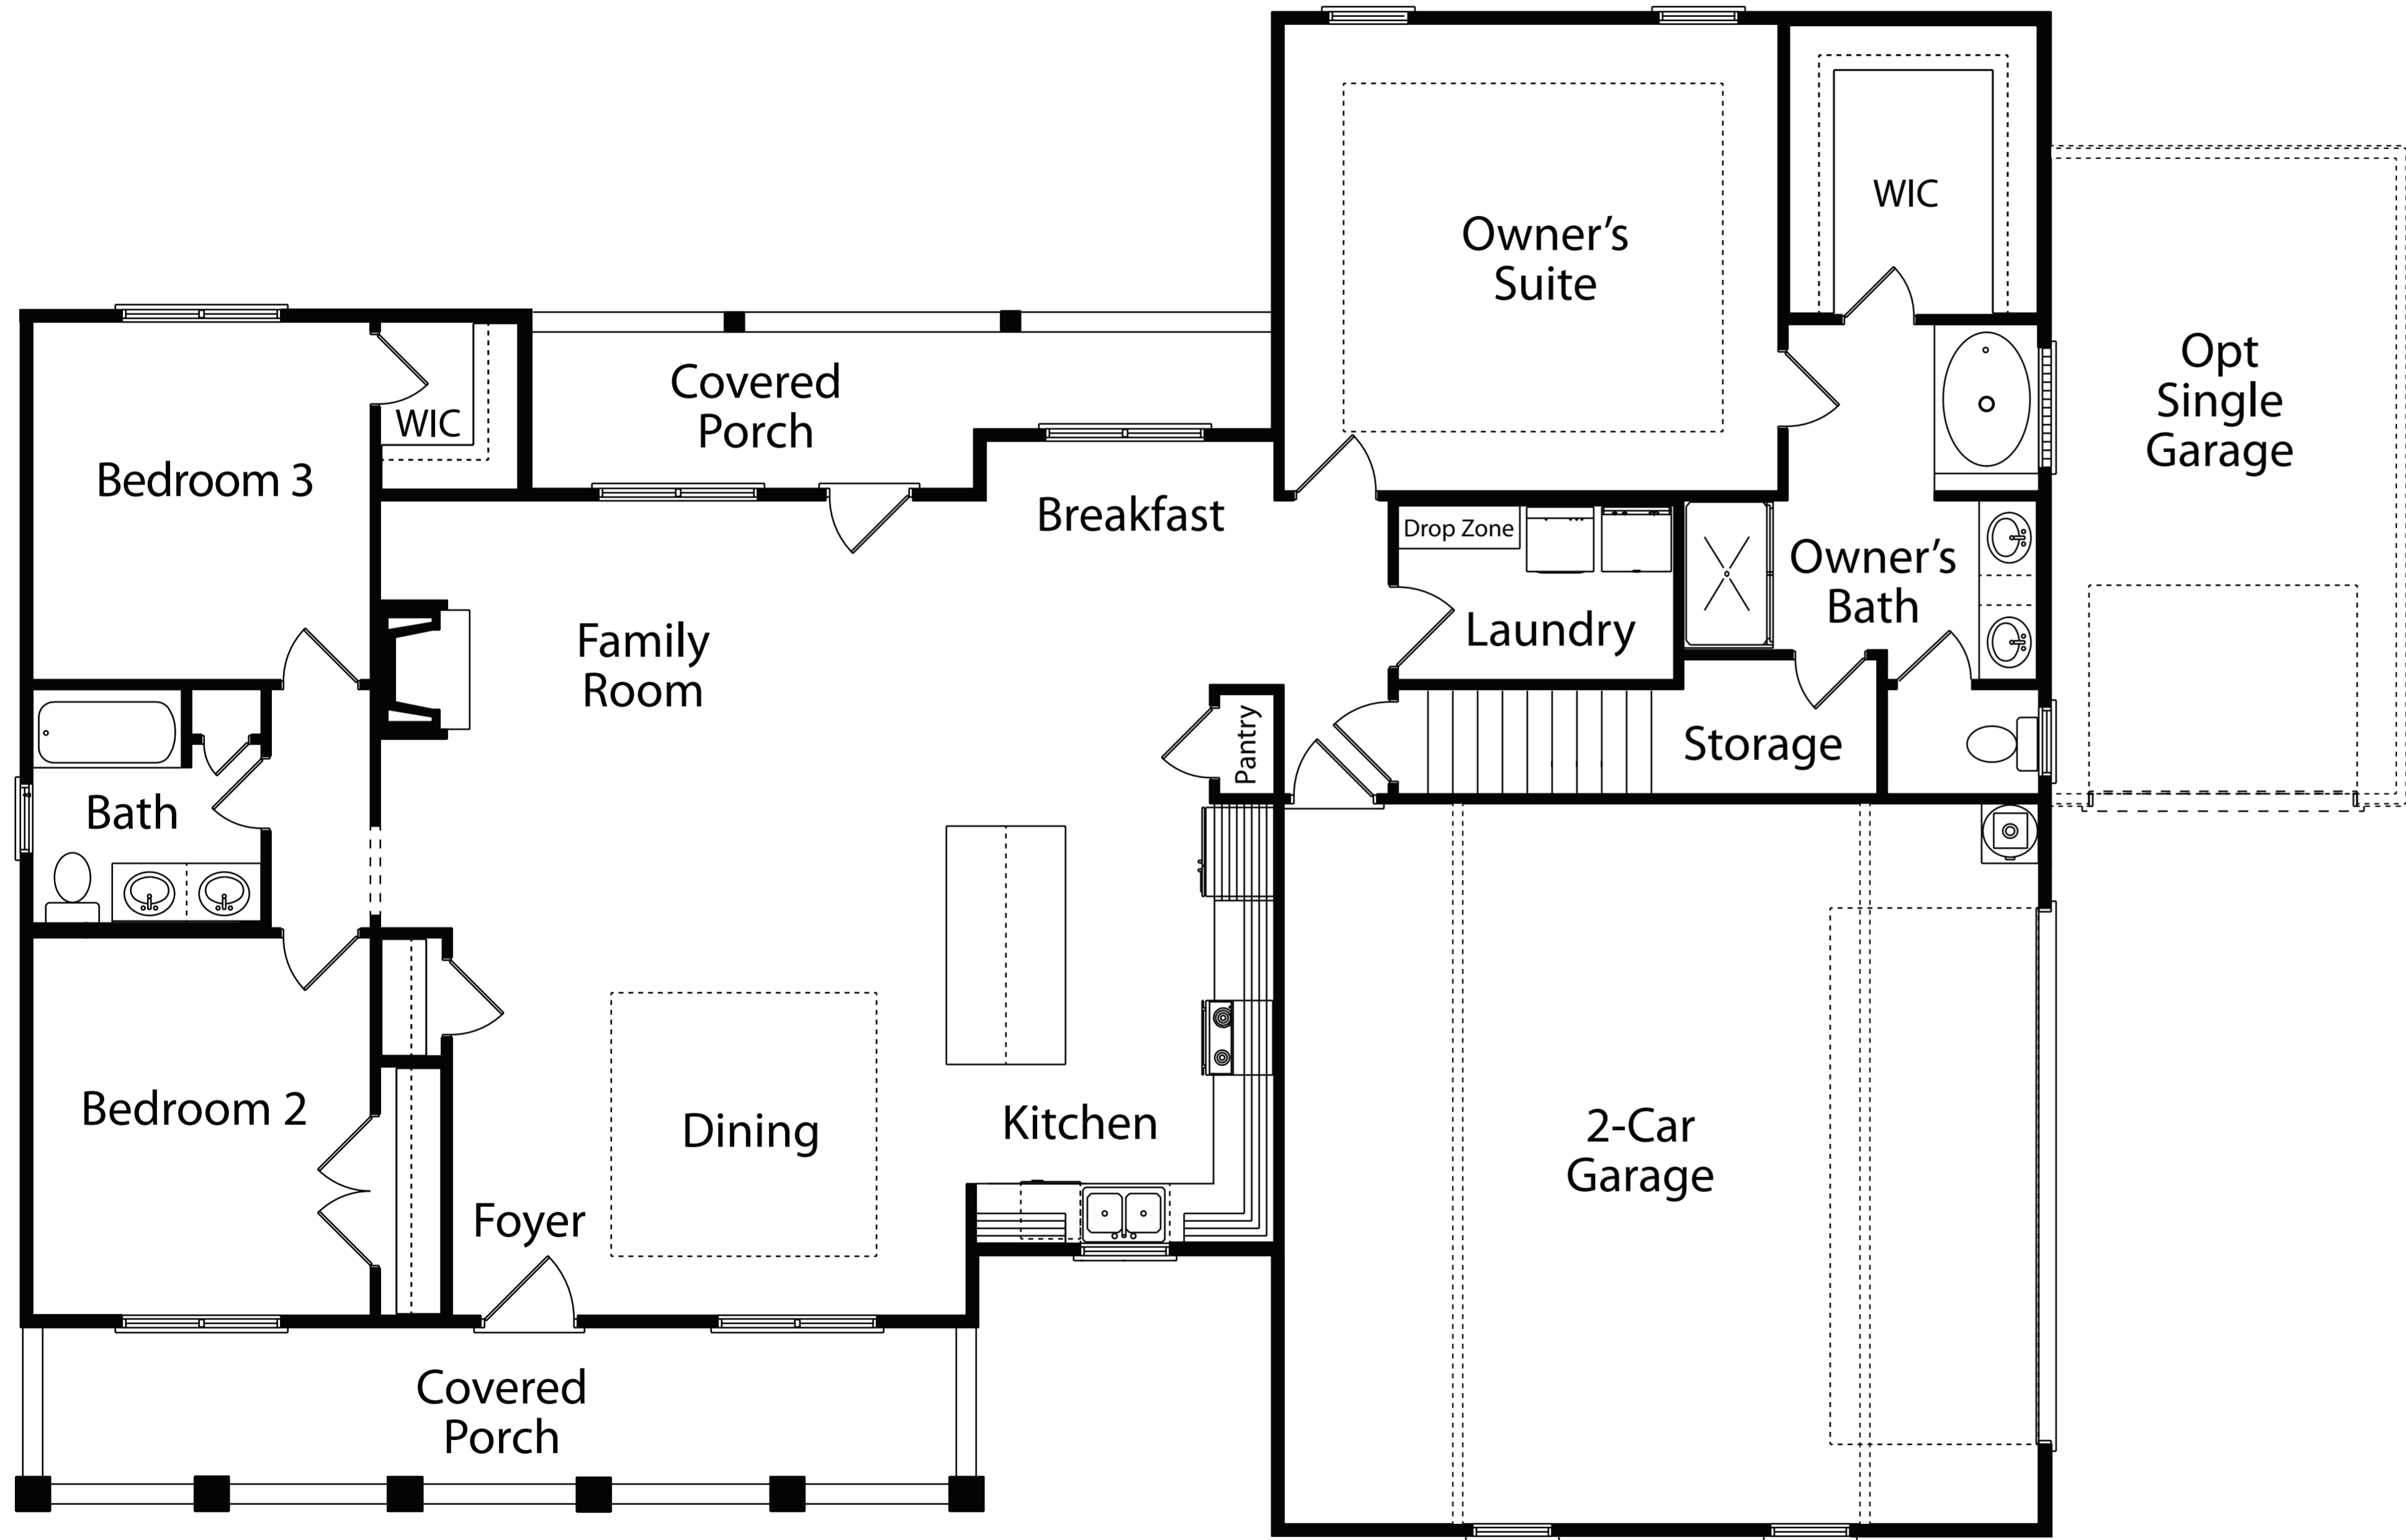 Owner's
Suite
WIC
Opt
Single
Garage
Covered
Porch
WIC
Bedroom 3
Breakfast
Drop Zone
Owner's
Bath
Laundry
Family
Room
Pantry
Storage
Bath
Bedroom 2
Dining
Kitchen
2-Car
Garage
Foyer
Covered
Porch